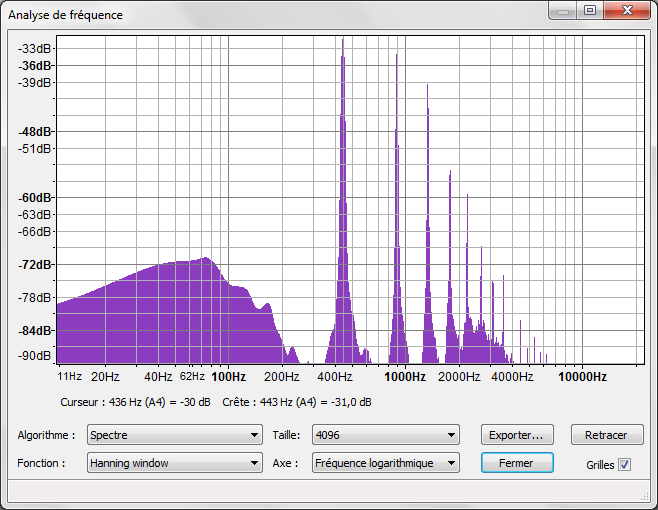 Analyse de fréquence
-33dB
-36dB
-39dB
-48dB
-51dB
-60dB
-63dB
-66dB
-72dB
-78dB
-84dB
-90dB
11Hz 20Hz 40Hz 62Hz 100Hz 200Hz 400Hz 1000Hz 2000Hz 4000Hz 10000Hz
Curseur : 436 Hz (A4) = -30 dB Crête : 443 Hz (A4) = -31,0 dB
Algorithme : Spectre Taille: 4096 Exporter... Retracer
Fonction : Hanning window Axe : Fréquence logarithmique Fermer Grilles